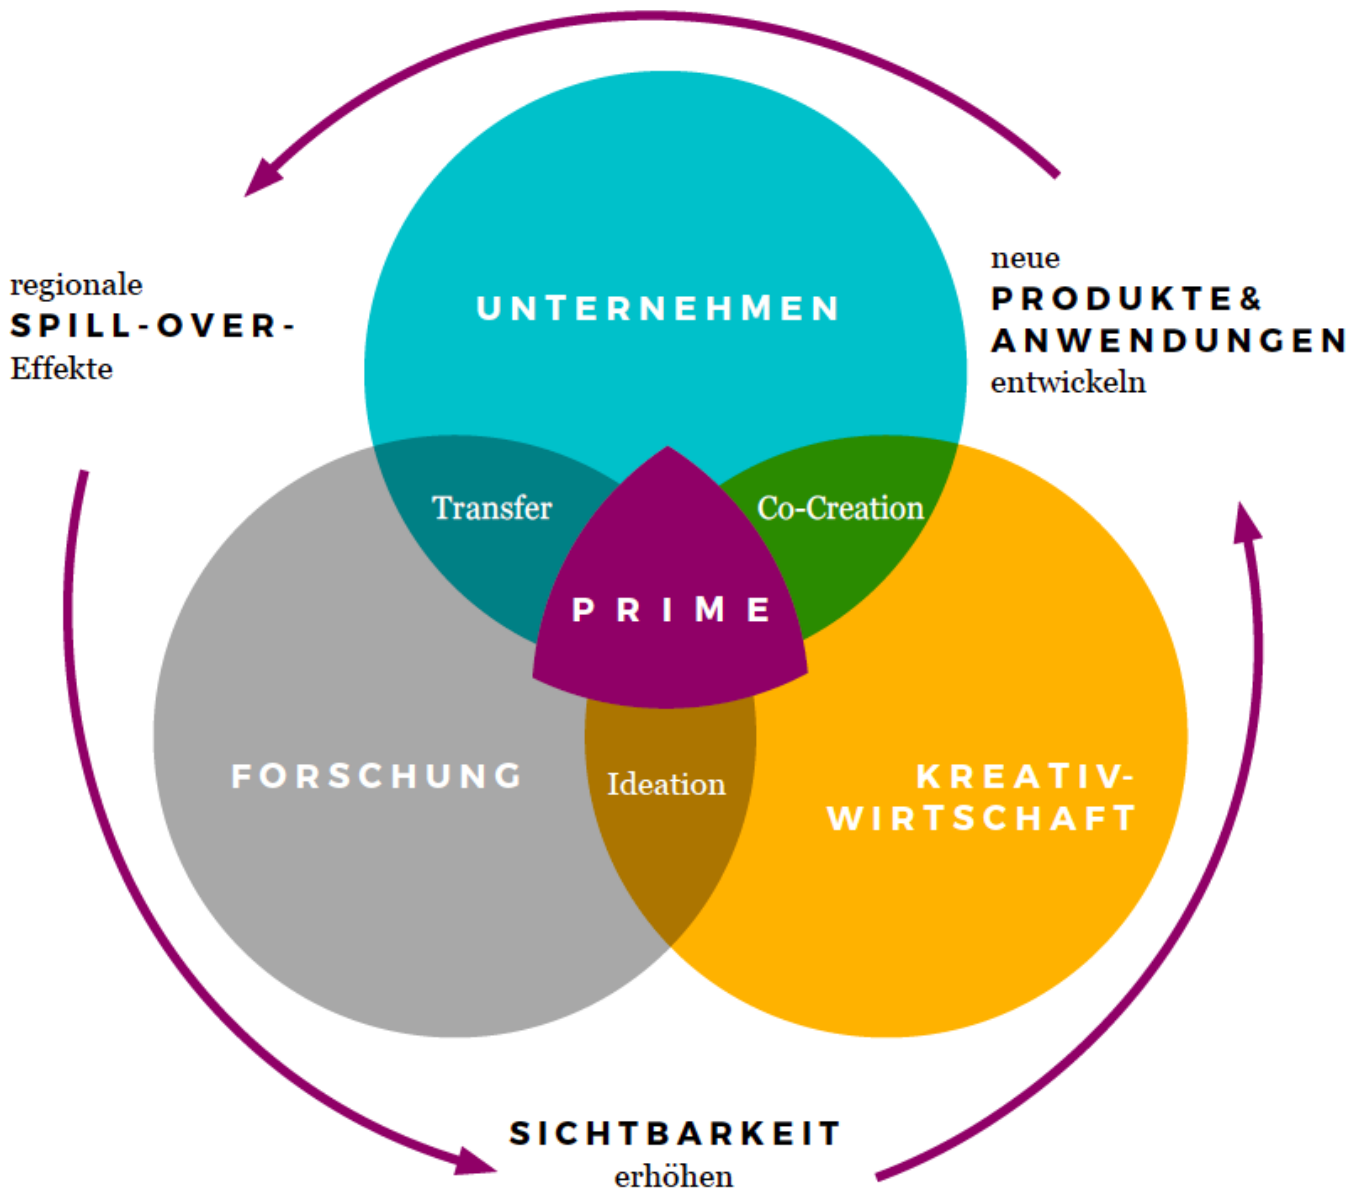 regionale
SPILL-OVER-
Effekte
UNTERNEHMEN
neue
PRODUKTE&
ANWENDUNGEN
entwickeln
Transfer
Co-Creation
PRIME
FORSCHUNG
Ideation
KREATIV-
WIRTSCHAFT
SICHTBARKEIT
erhöhen